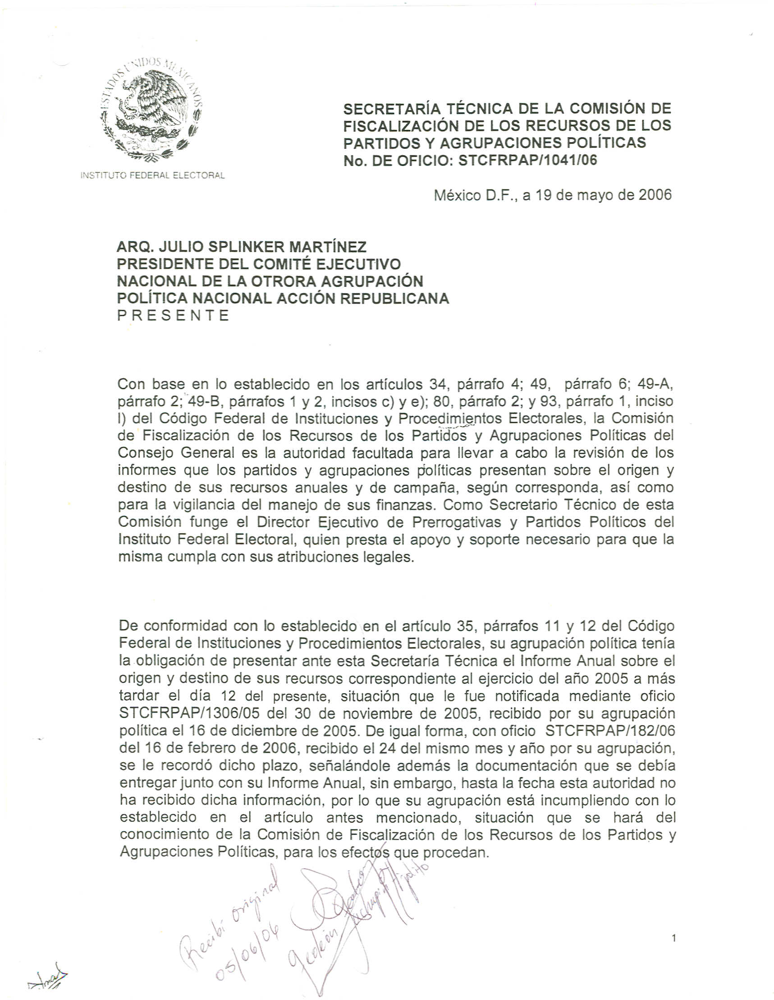 ESTADOS UNIDOS MEXICANOS
INSTITUTO FEDERAL ELECTORAL
SECRETARÍA TÉCNICA DE LA COMISIÓN DE
FISCALIZACIÓN DE LOS RECURSOS DE LOS
PARTIDOS Y AGRUPACIONES POLÍTICAS
No. DE OFICIO: STCFRPAP/1041/06
México D.F., a 19 de mayo de 2006
ARQ. JULIO SPLINKER MARTÍNEZ
PRESIDENTE DEL COMITÉ EJECUTIVO
NACIONAL DE LA OTRORA AGRUPACIÓN
POLÍTICA NACIONAL ACCIÓN REPUBLICANA
P R E S E N T E
Con base en lo establecido en los artículos 34, párrafo 4; 49, párrafo 6; 49-A,
párrafo 2; 49-B, párrafos 1 y 2, incisos c) y e); 80, párrafo 2; y 93, párrafo 1, inciso
l) del Código Federal de Instituciones y Procedimientos Electorales, la Comisión
de Fiscalización de los Recursos de los Partidos y Agrupaciones Políticas del
Consejo General es la autoridad facultada para llevar a cabo la revisión de los
informes que los partidos y agrupaciones políticas presentan sobre el origen y
destino de sus recursos anuales y de campaña, según corresponda, así como
para la vigilancia del manejo de sus finanzas. Como Secretario Técnico de esta
Comisión funge el Director Ejecutivo de Prerrogativas y Partidos Políticos del
Instituto Federal Electoral, quien presta el apoyo y soporte necesario para que la
misma cumpla con sus atribuciones legales.
De conformidad con lo establecido en el artículo 35, párrafos 11 y 12 del Código
Federal de Instituciones y Procedimientos Electorales, su agrupación política tenía
la obligación de presentar ante esta Secretaría Técnica el Informe Anual sobre el
origen y destino de sus recursos correspondiente al ejercicio del año 2005 a más
tardar el día 12 del presente, situación que le fue notificada mediante oficio
STCFRPAP/1306/05 del 30 de noviembre de 2005, recibido por su agrupación
política el 16 de diciembre de 2005. De igual forma, con oficio STCFRPAP/182/06
del 16 de febrero de 2006, recibido el 24 del mismo mes y año por su agrupación,
se le recordó dicho plazo, señalándole además la documentación que se debía
entregar junto con su Informe Anual, sin embargo, hasta la fecha esta autoridad no
ha recibido dicha información, por lo que su agrupación está incumpliendo con lo
establecido en el artículo antes mencionado, situación que se hará del
conocimiento de la Comisión de Fiscalización de los Recursos de los Partidos y
Agrupaciones Políticas, para los efectos que procedan.
Recibí original
05/06/06
Gedeón Hipólito
1